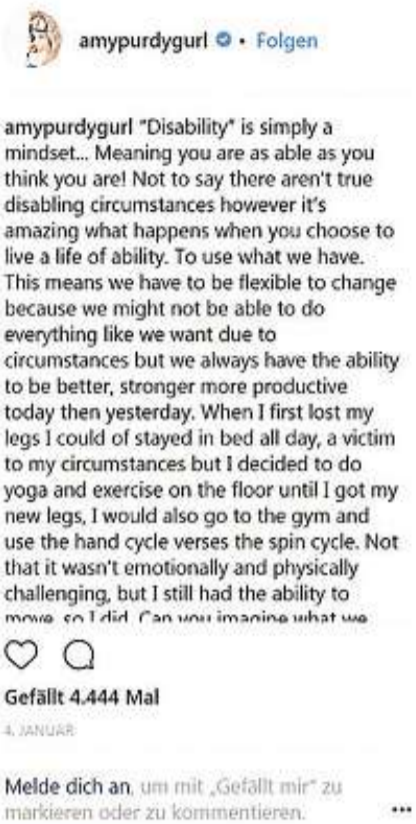 amypurdygurl • Folgen
amypurdygurl "Disability" is simply a
mindset... Meaning you are as able as you
think you are! Not to say there aren't true
disabling circumstances however it's
amazing what happens when you choose to
live a life of ability. To use what we have.
This means we have to be flexible to change
because we might not be able to do
everything like we want due to
circumstances but we always have the ability
to be better, stronger more productive
today then yesterday. When I first lost my
legs I could of stayed in bed all day, a victim
to my circumstances but I decided to do
yoga and exercise on the floor until I got my
new legs, I would also go to the gym and
use the hand cycle verses the spin cycle. Not
that it wasn't emotionally and physically
challenging, but I still had the ability to
move, so I did. Can you imagine what we
Gefällt 4.444 Mal
4. JANUAR
Melde dich an, um mit „Gefällt mir“ zu
markieren oder zu kommentieren.